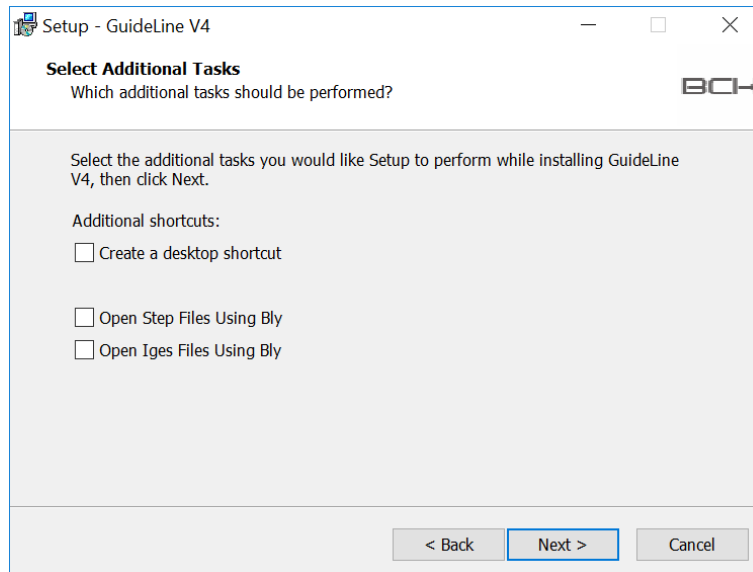 Setup - GuideLine V4
Select Additional Tasks
Which additional tasks should be performed?
Select the additional tasks you would like Setup to perform while installing GuideLine
V4, then click Next.
Additional shortcuts:
Create a desktop shortcut
Open Step Files Using Bly
Open Iges Files Using Bly
< Back
Next >
Cancel